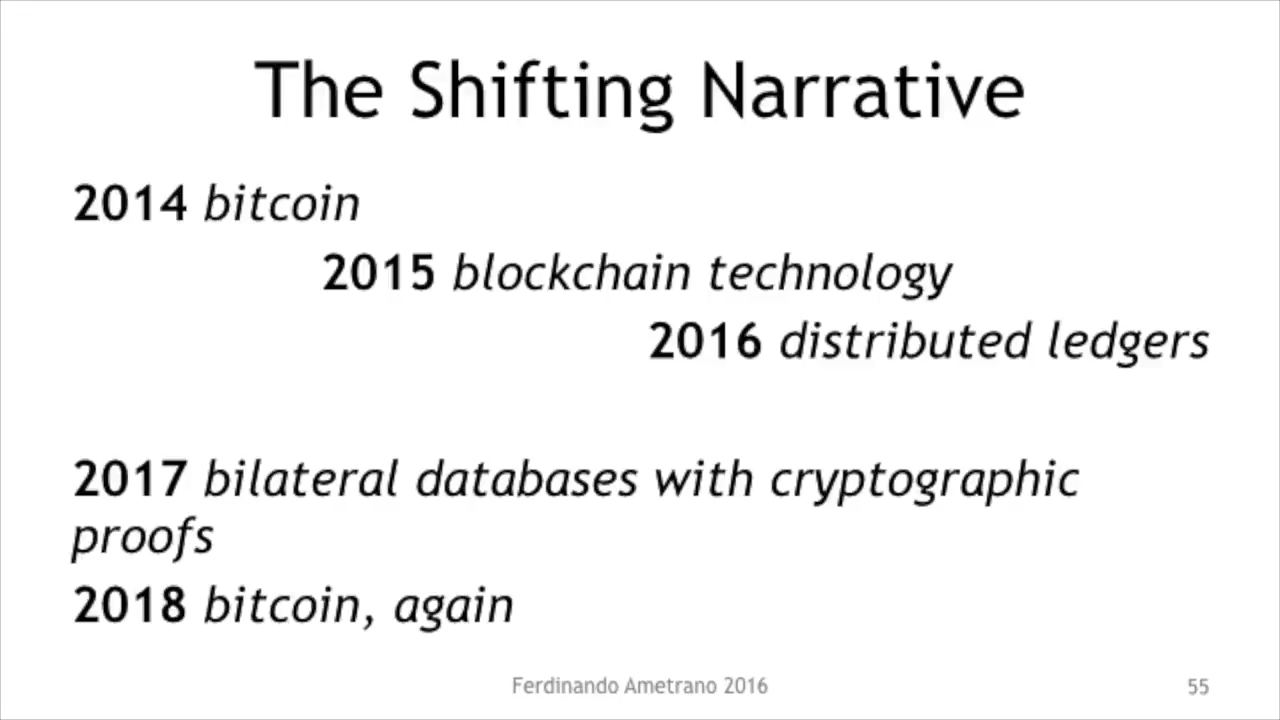 The Shifting Narrative
2014 bitcoin
2015 blockchain technology
2016 distributed ledgers
2017 bilateral databases with cryptographic
proofs
2018 bitcoin, again
Ferdinando Ametrano 2016
55